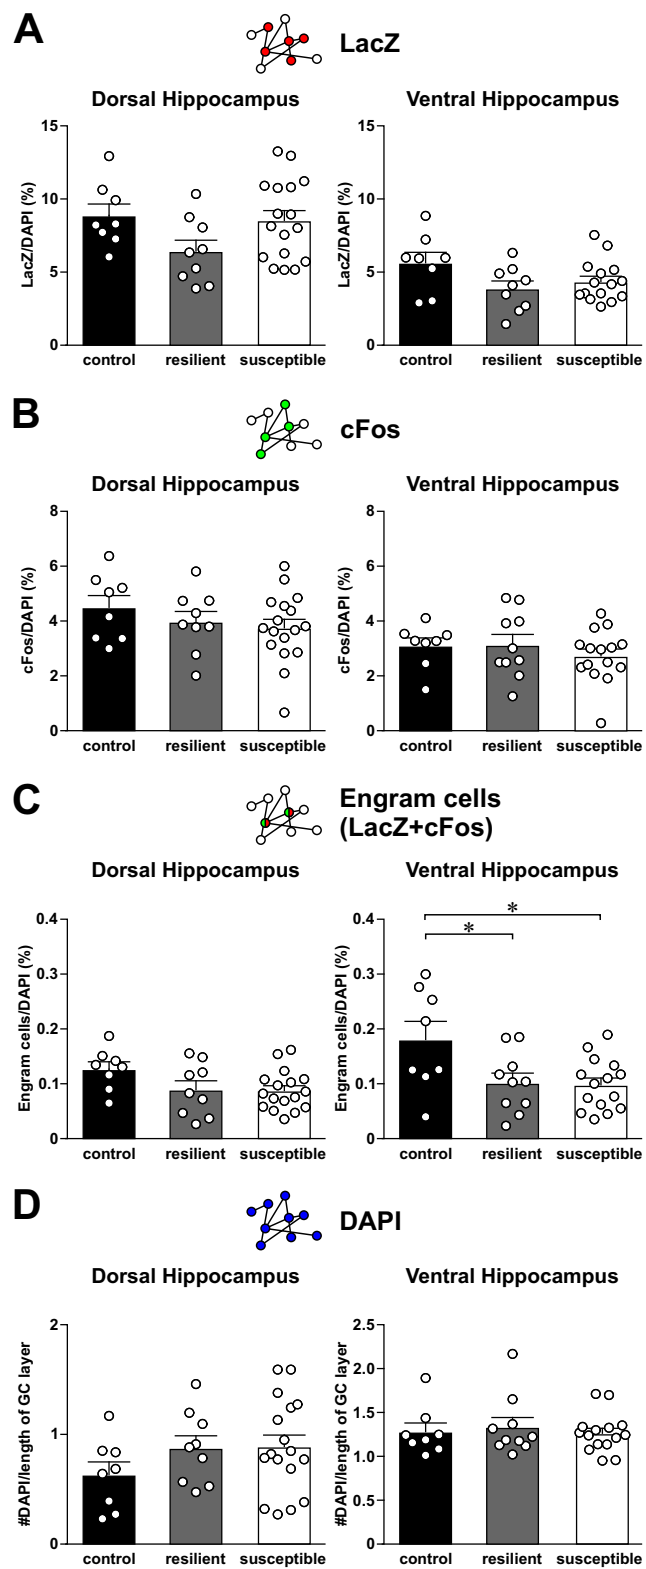 A
LacZ
Dorsal Hippocampus
Ventral Hippocampus
LacZ/DAPI (%)
15
10
5
0
control
resilient
susceptible
LacZ/DAPI (%)
15
10
5
0
control
resilient
susceptible
B
cFos
Dorsal Hippocampus
Ventral Hippocampus
cFos/DAPI (%)
8
6
4
2
0
control
resilient
susceptible
cFos/DAPI (%)
8
6
4
2
0
control
resilient
susceptible
C
Engram cells
(LacZ+cFos)
Dorsal Hippocampus
Ventral Hippocampus
Engram cells/DAPI (%)
0.4
0.3
0.2
0.1
0
control
resilient
susceptible
Engram cells/DAPI (%)
0.4
0.3
0.2
0.1
0
*
*
control
resilient
susceptible
D
DAPI
Dorsal Hippocampus
Ventral Hippocampus
#DAPI/length of GC layer
2
1
0
control
resilient
susceptible
#DAPI/length of GC layer
2.5
2.0
1.5
1.0
0.5
0
control
resilient
susceptible